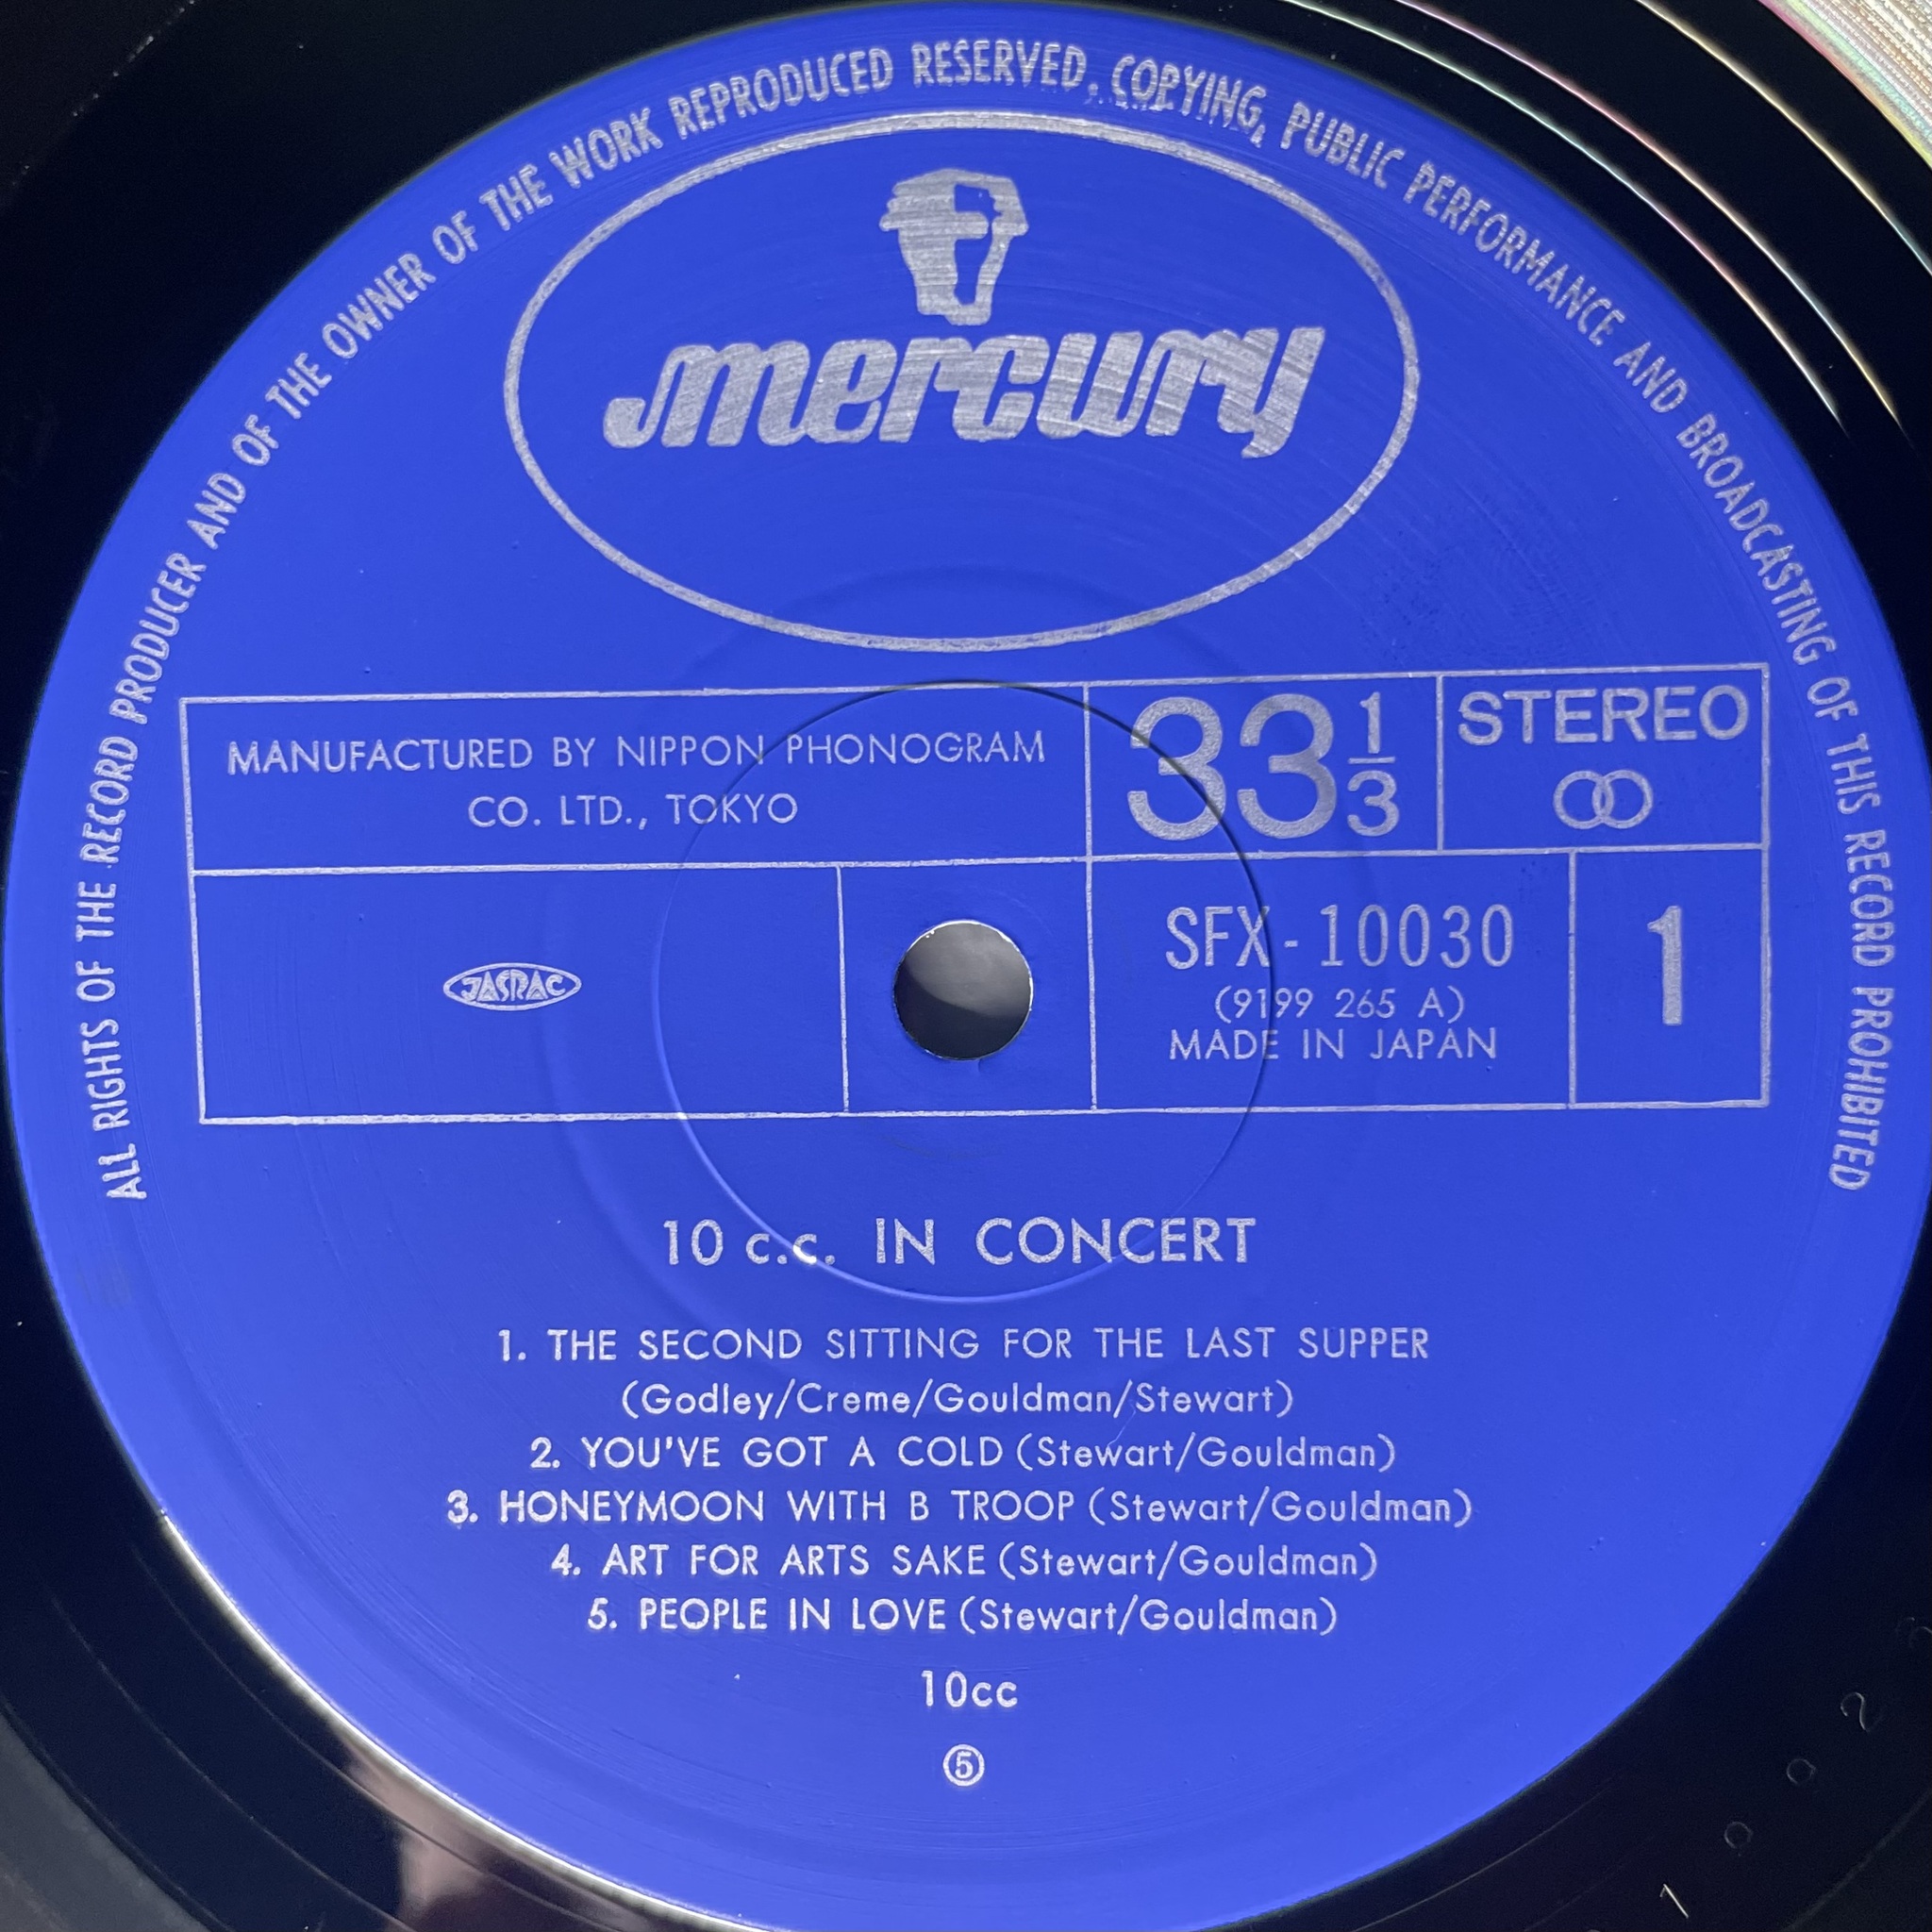 ALL RIGHTS OF THE RECORD PRODUCER AND OF THE OWNER OF THE WORK REPRODUCED RESERVED, COPYING, PUBLIC PERFORMANCE AND BROADCASTING OF THIS RECORD PROHIBITED
mercury
MANUFACTURED BY NIPPON PHONOGRAM
CO. LTD., TOKYO
33 1/3
STEREO
JASRAC
SFX-10030
(9199 265 A)
MADE IN JAPAN
1
10 c.c. IN CONCERT
1. THE SECOND SITTING FOR THE LAST SUPPER
(Godley/Creme/Gouldman/Stewart)
2. YOU'VE GOT A COLD (Stewart/Gouldman)
3. HONEYMOON WITH B TROOP (Stewart/Gouldman)
4. ART FOR ARTS SAKE (Stewart/Gouldman)
5. PEOPLE IN LOVE (Stewart/Gouldman)
10cc
⑤